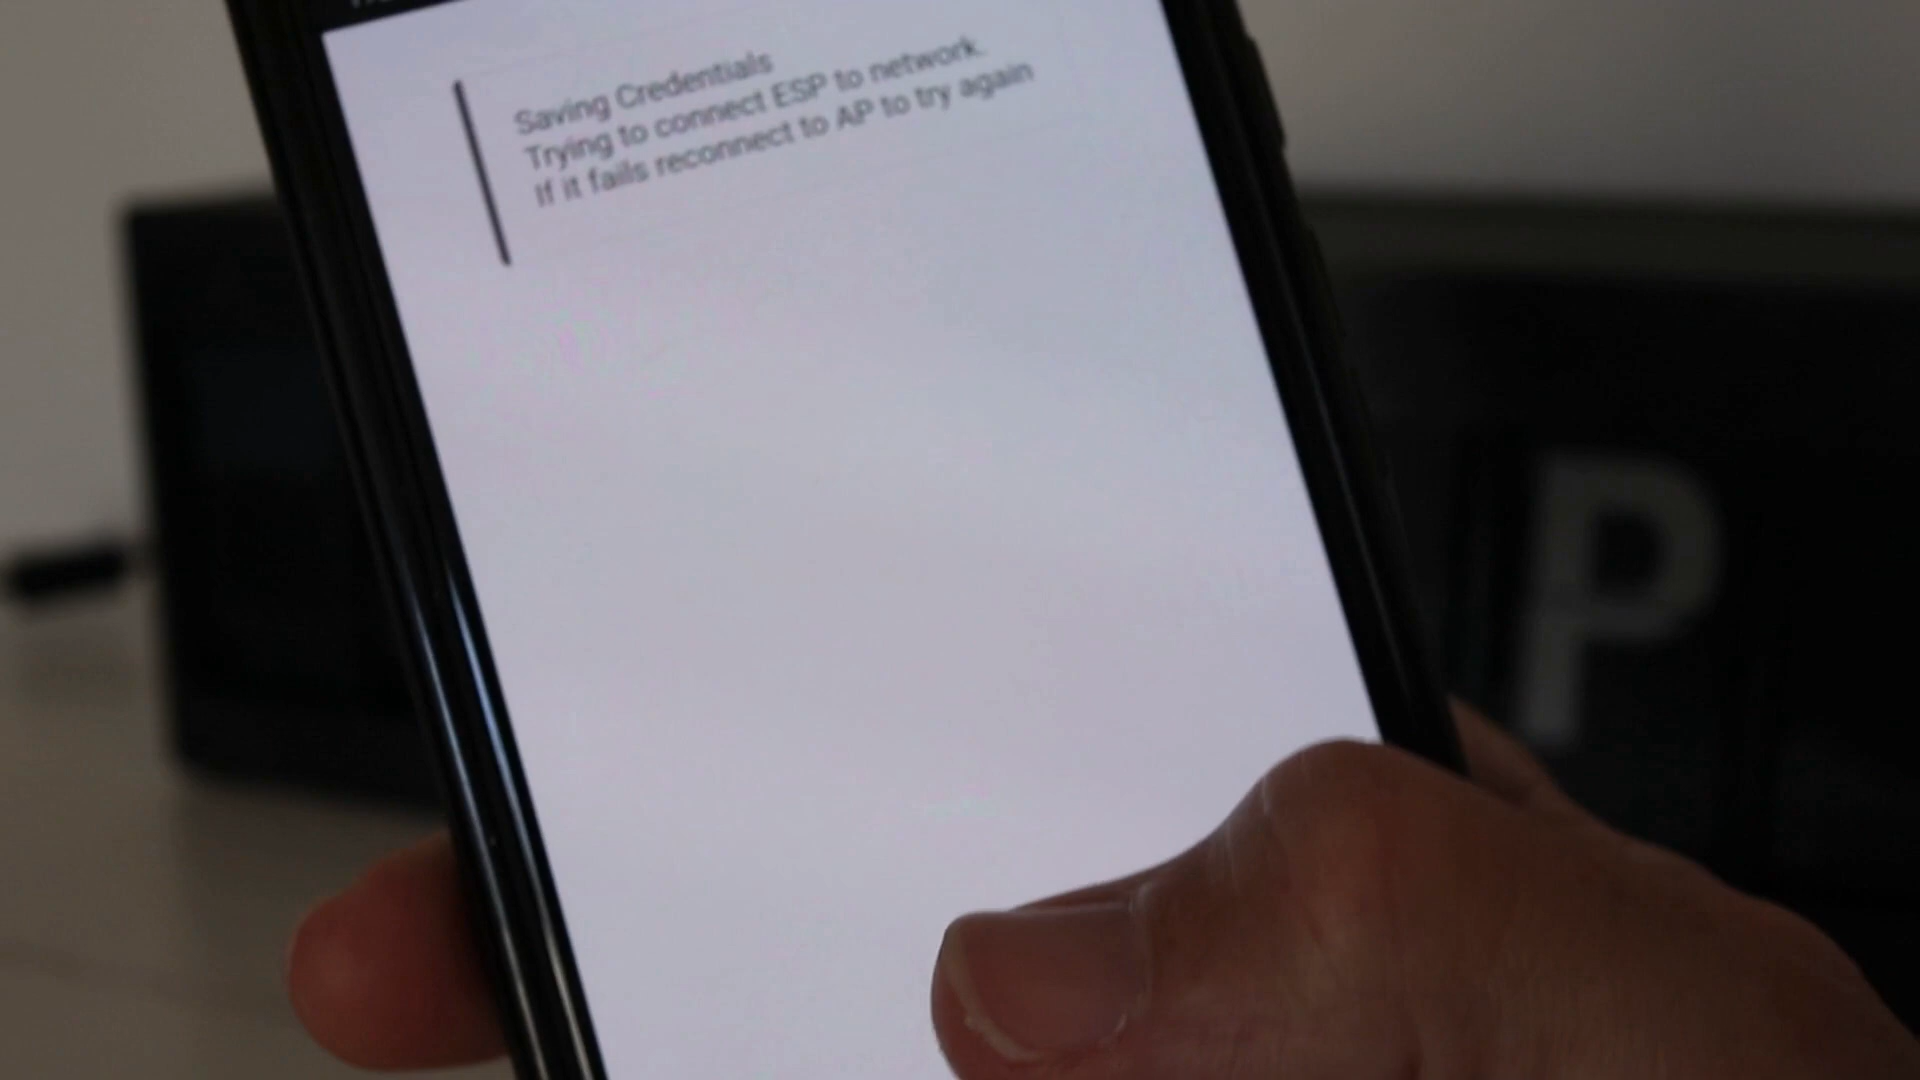 Saving Credentials
Trying to connect ESP to network.
If it fails reconnect to AP to try again
P